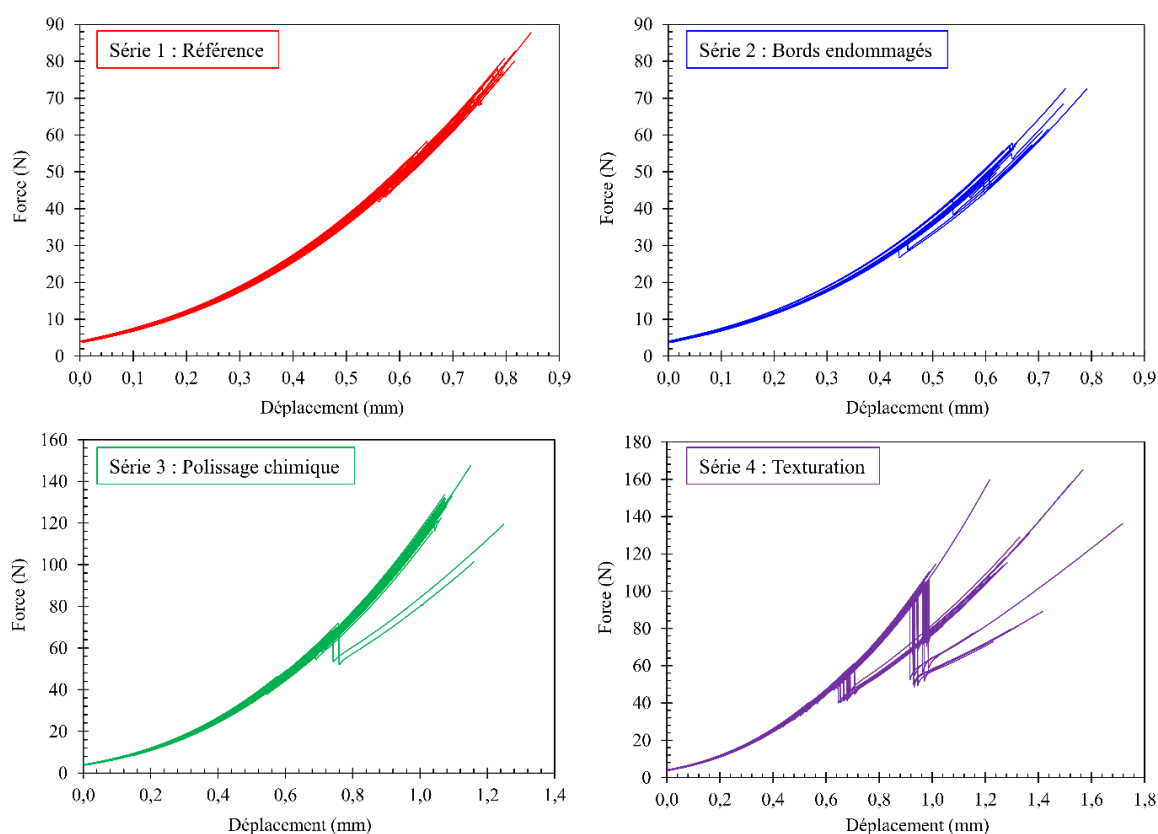 Série 1 : Référence
90
80
70
60
50
40
30
20
10
0
Force (N)
0,0 0,1 0,2 0,3 0,4 0,5 0,6 0,7 0,8 0,9
Déplacement (mm)
Série 2 : Bords endommagés
90
80
70
60
50
40
30
20
10
0
Force (N)
0,0 0,1 0,2 0,3 0,4 0,5 0,6 0,7 0,8 0,9
Déplacement (mm)
Série 3 : Polissage chimique
160
140
120
100
80
60
40
20
0
Force (N)
0,0 0,2 0,4 0,6 0,8 1,0 1,2 1,4
Déplacement (mm)
Série 4 : Texturation
180
160
140
120
100
80
60
40
20
0
Force (N)
0,0 0,2 0,4 0,6 0,8 1,0 1,2 1,4 1,6 1,8
Déplacement (mm)